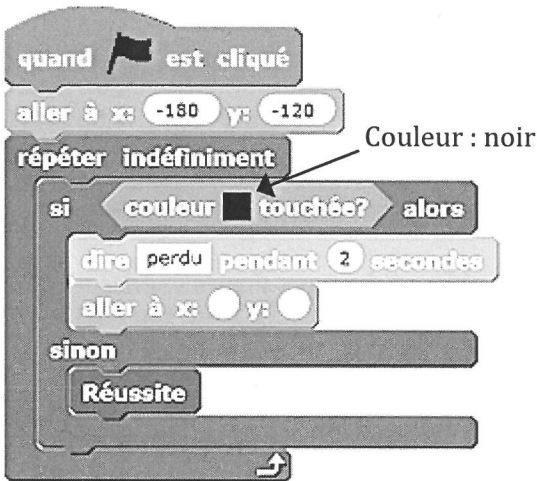 quand est cliqué
aller à x: -180 y: -120
répéter indéfiniment
Couleur : noir
si couleur touchée? alors
dire perdu pendant 2 secondes
aller à x: y:
sinon
Réussite